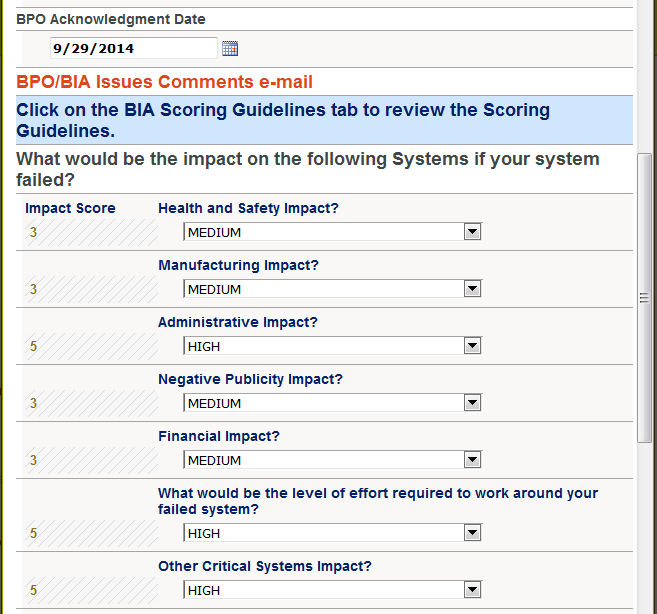 BPO Acknowledgment Date
9/29/2014
BPO/BIA Issues Comments e-mail
Click on the BIA Scoring Guidelines tab to review the Scoring
Guidelines.
What would be the impact on the following Systems if your system
failed?
Impact Score Health and Safety Impact?
3 MEDIUM
Manufacturing Impact?
3 MEDIUM
Administrative Impact?
5 HIGH
Negative Publicity Impact?
3 MEDIUM
Financial Impact?
3 MEDIUM
What would be the level of effort required to work around your
failed system?
5 HIGH
Other Critical Systems Impact?
5 HIGH